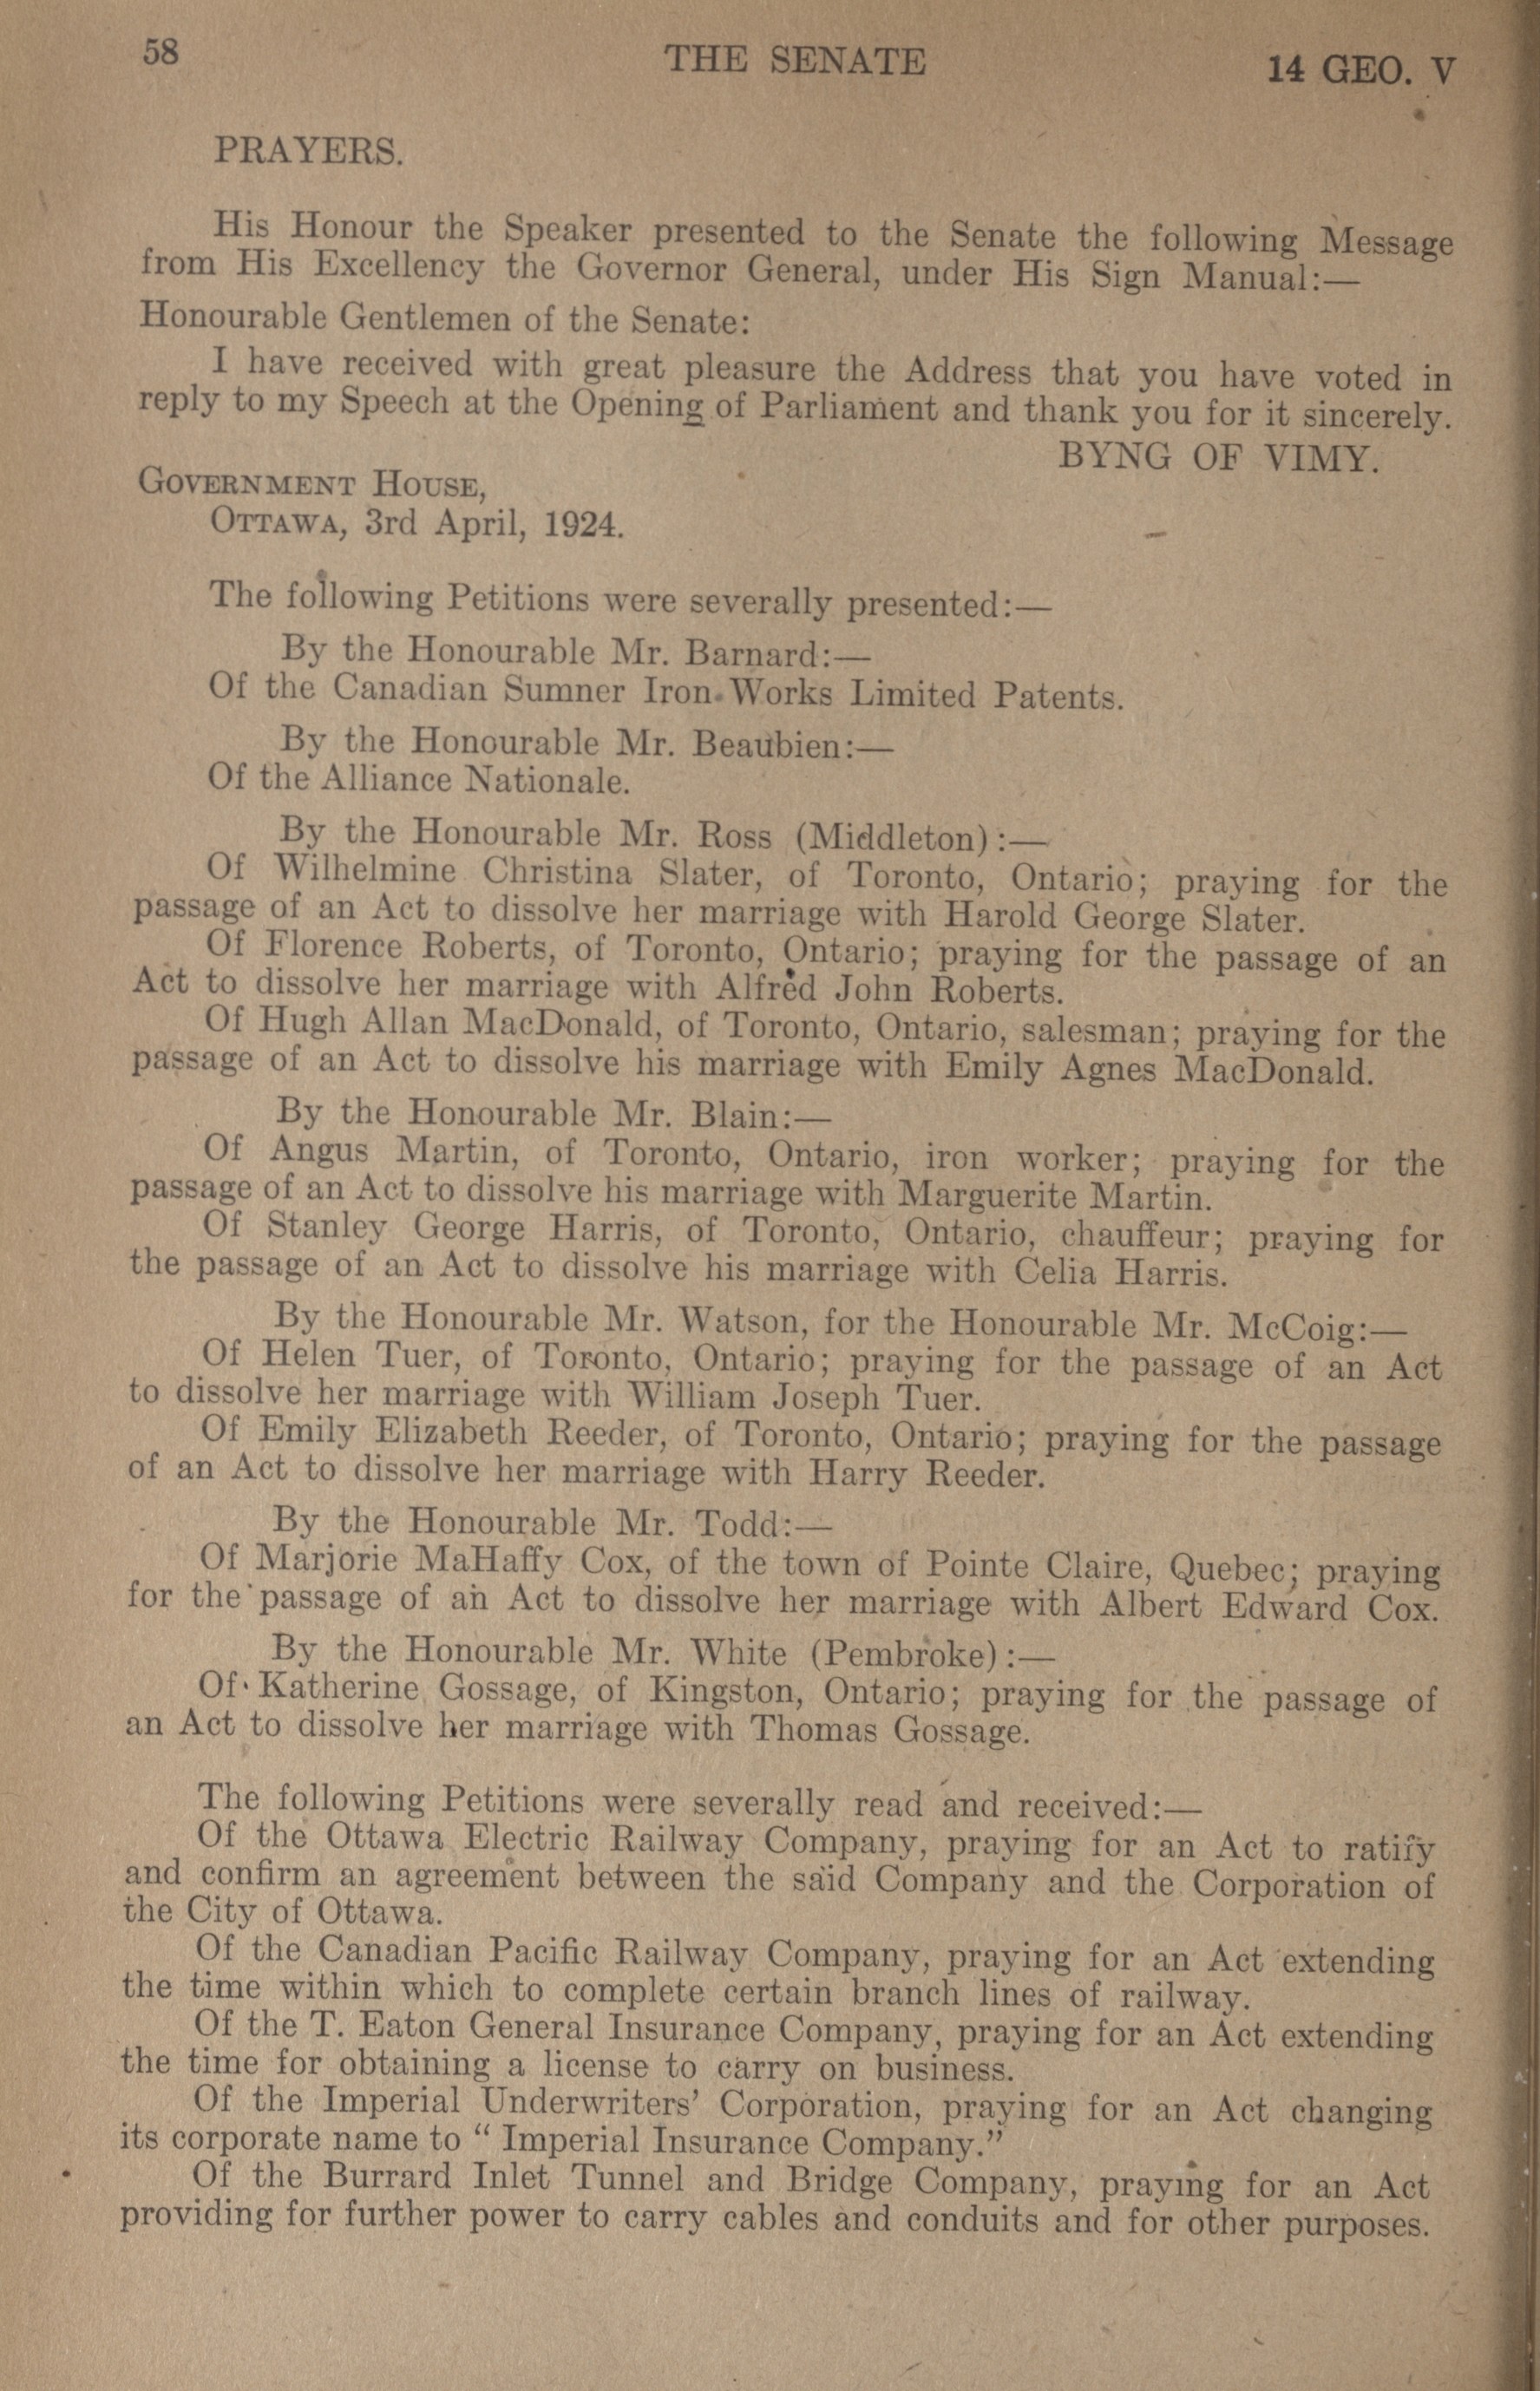 58 THE SENATE 14 GEO. V
PRAYERS.
His Honour the Speaker presented to the Senate the following Message
from His Excellency the Governor General, under His Sign Manual:—
Honourable Gentlemen of the Senate:
I have received with great pleasure the Address that you have voted in
reply to my Speech at the Opening of Parliament and thank you for it sincerely.
BYNG OF VIMY.
GOVERNMENT HOUSE,
OTTAWA, 3rd April, 1924.
The following Petitions were severally presented:—
By the Honourable Mr. Barnard:—
Of the Canadian Sumner Iron Works Limited Patents.
By the Honourable Mr. Beaubien:—
Of the Alliance Nationale.
By the Honourable Mr. Ross (Middleton):—
Of Wilhelmine Christina Slater, of Toronto, Ontario; praying for the
passage of an Act to dissolve her marriage with Harold George Slater.
Of Florence Roberts, of Toronto, Ontario; praying for the passage of an
Act to dissolve her marriage with Alfred John Roberts.
Of Hugh Allan MacDonald, of Toronto, Ontario, salesman; praying for the
passage of an Act to dissolve his marriage with Emily Agnes MacDonald.
By the Honourable Mr. Blain:—
Of Angus Martin, of Toronto, Ontario, iron worker; praying for the
passage of an Act to dissolve his marriage with Marguerite Martin.
Of Stanley George Harris, of Toronto, Ontario, chauffeur; praying for
the passage of an Act to dissolve his marriage with Celia Harris.
By the Honourable Mr. Watson, for the Honourable Mr. McCoig:—
Of Helen Tuer, of Toronto, Ontario; praying for the passage of an Act
to dissolve her marriage with William Joseph Tuer.
Of Emily Elizabeth Reeder, of Toronto, Ontario; praying for the passage
of an Act to dissolve her marriage with Harry Reeder.
By the Honourable Mr. Todd:—
Of Marjorie MaHaffy Cox, of the town of Pointe Claire, Quebec; praying
for the passage of an Act to dissolve her marriage with Albert Edward Cox.
By the Honourable Mr. White (Pembroke):—
Of Katherine Gossage, of Kingston, Ontario; praying for the passage of
an Act to dissolve her marriage with Thomas Gossage.
The following Petitions were severally read and received:—
Of the Ottawa Electric Railway Company, praying for an Act to ratify
and confirm an agreement between the said Company and the Corporation of
the City of Ottawa.
Of the Canadian Pacific Railway Company, praying for an Act extending
the time within which to complete certain branch lines of railway.
Of the T. Eaton General Insurance Company, praying for an Act extending
the time for obtaining a license to carry on business.
Of the Imperial Underwriters' Corporation, praying for an Act changing
its corporate name to " Imperial Insurance Company."
Of the Burrard Inlet Tunnel and Bridge Company, praying for an Act
providing for further power to carry cables and conduits and for other purposes.